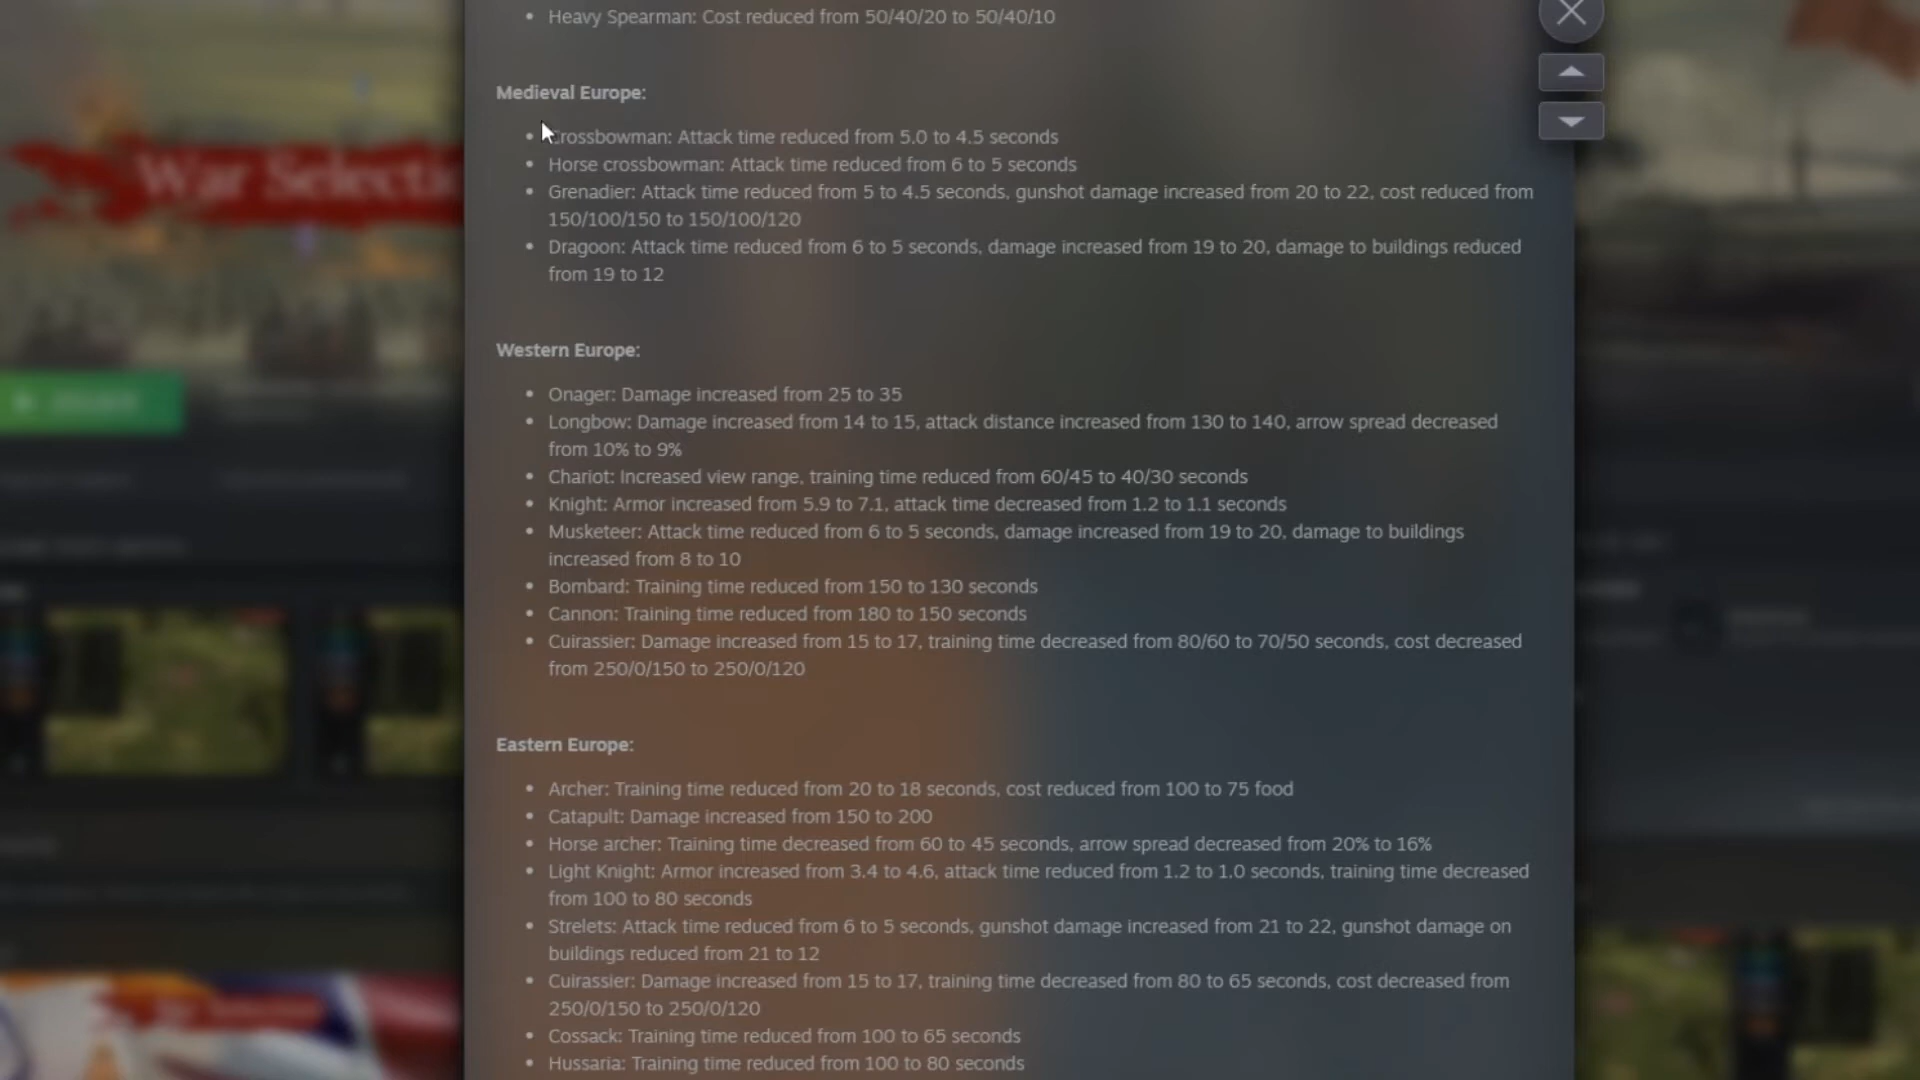 Heavy Spearman: Cost reduced from 50/40/20 to 50/40/10
Medieval Europe:
Crossbowman: Attack time reduced from 5.0 to 4.5 seconds
Horse crossbowman: Attack time reduced from 6 to 5 seconds
Grenadier: Attack time reduced from 5 to 4.5 seconds, gunshot damage increased from 20 to 22, cost reduced from
150/100/150 to 150/100/120
Dragoon: Attack time reduced from 6 to 5 seconds, damage increased from 19 to 20, damage to buildings reduced
from 19 to 12
War Selectio
Western Europe:
Onager: Damage increased from 25 to 35
Longbow: Damage increased from 14 to 15, attack distance increased from 130 to 140, arrow spread decreased
from 10% to 9%
Chariot: Increased view range, training time reduced from 60/45 to 40/30 seconds
Knight: Armor increased from 5.9 to 7.1, attack time decreased from 1.2 to 1.1 seconds
Musketeer: Attack time reduced from 6 to 5 seconds, damage increased from 19 to 20, damage to buildings
increased from 8 to 10
Bombard: Training time reduced from 150 to 130 seconds
Cannon: Training time reduced from 180 to 150 seconds
Cuirassier: Damage increased from 15 to 17, training time decreased from 80/60 to 70/50 seconds, cost decreased
from 250/0/150 to 250/0/120
Eastern Europe:
Archer: Training time reduced from 20 to 18 seconds, cost reduced from 100 to 75 food
Catapult: Damage increased from 150 to 200
Horse archer: Training time decreased from 60 to 45 seconds, arrow spread decreased from 20% to 16%
Light Knight: Armor increased from 3.4 to 4.6, attack time reduced from 1.2 to 1.0 seconds, training time decreased
from 100 to 80 seconds
Strelets: Attack time reduced from 6 to 5 seconds, gunshot damage increased from 21 to 22, gunshot damage on
buildings reduced from 21 to 12
Cuirassier: Damage increased from 15 to 17, training time decreased from 80 to 65 seconds, cost decreased from
250/0/150 to 250/0/120
Cossack: Training time reduced from 100 to 65 seconds
Hussaria: Training time reduced from 100 to 80 seconds